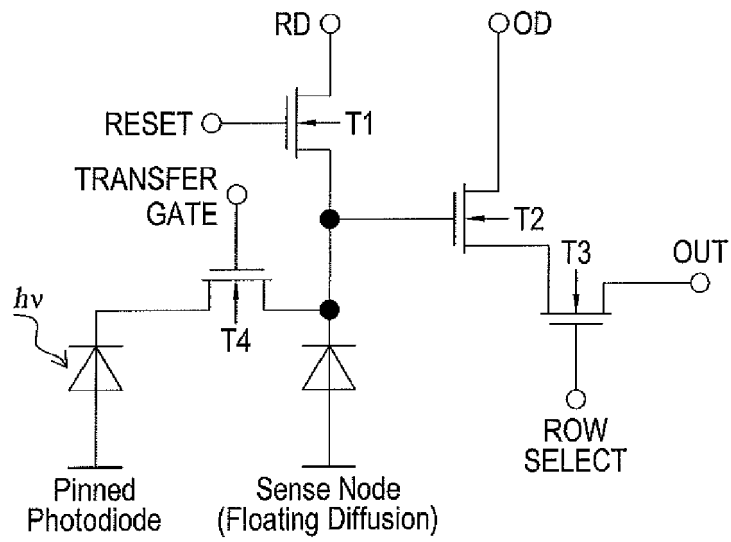 RD
OD
RESET
T1
TRANSFER
GATE
T2
T3
OUT
hν
T4
ROW
SELECT
Pinned
Photodiode
Sense Node
(Floating Diffusion)